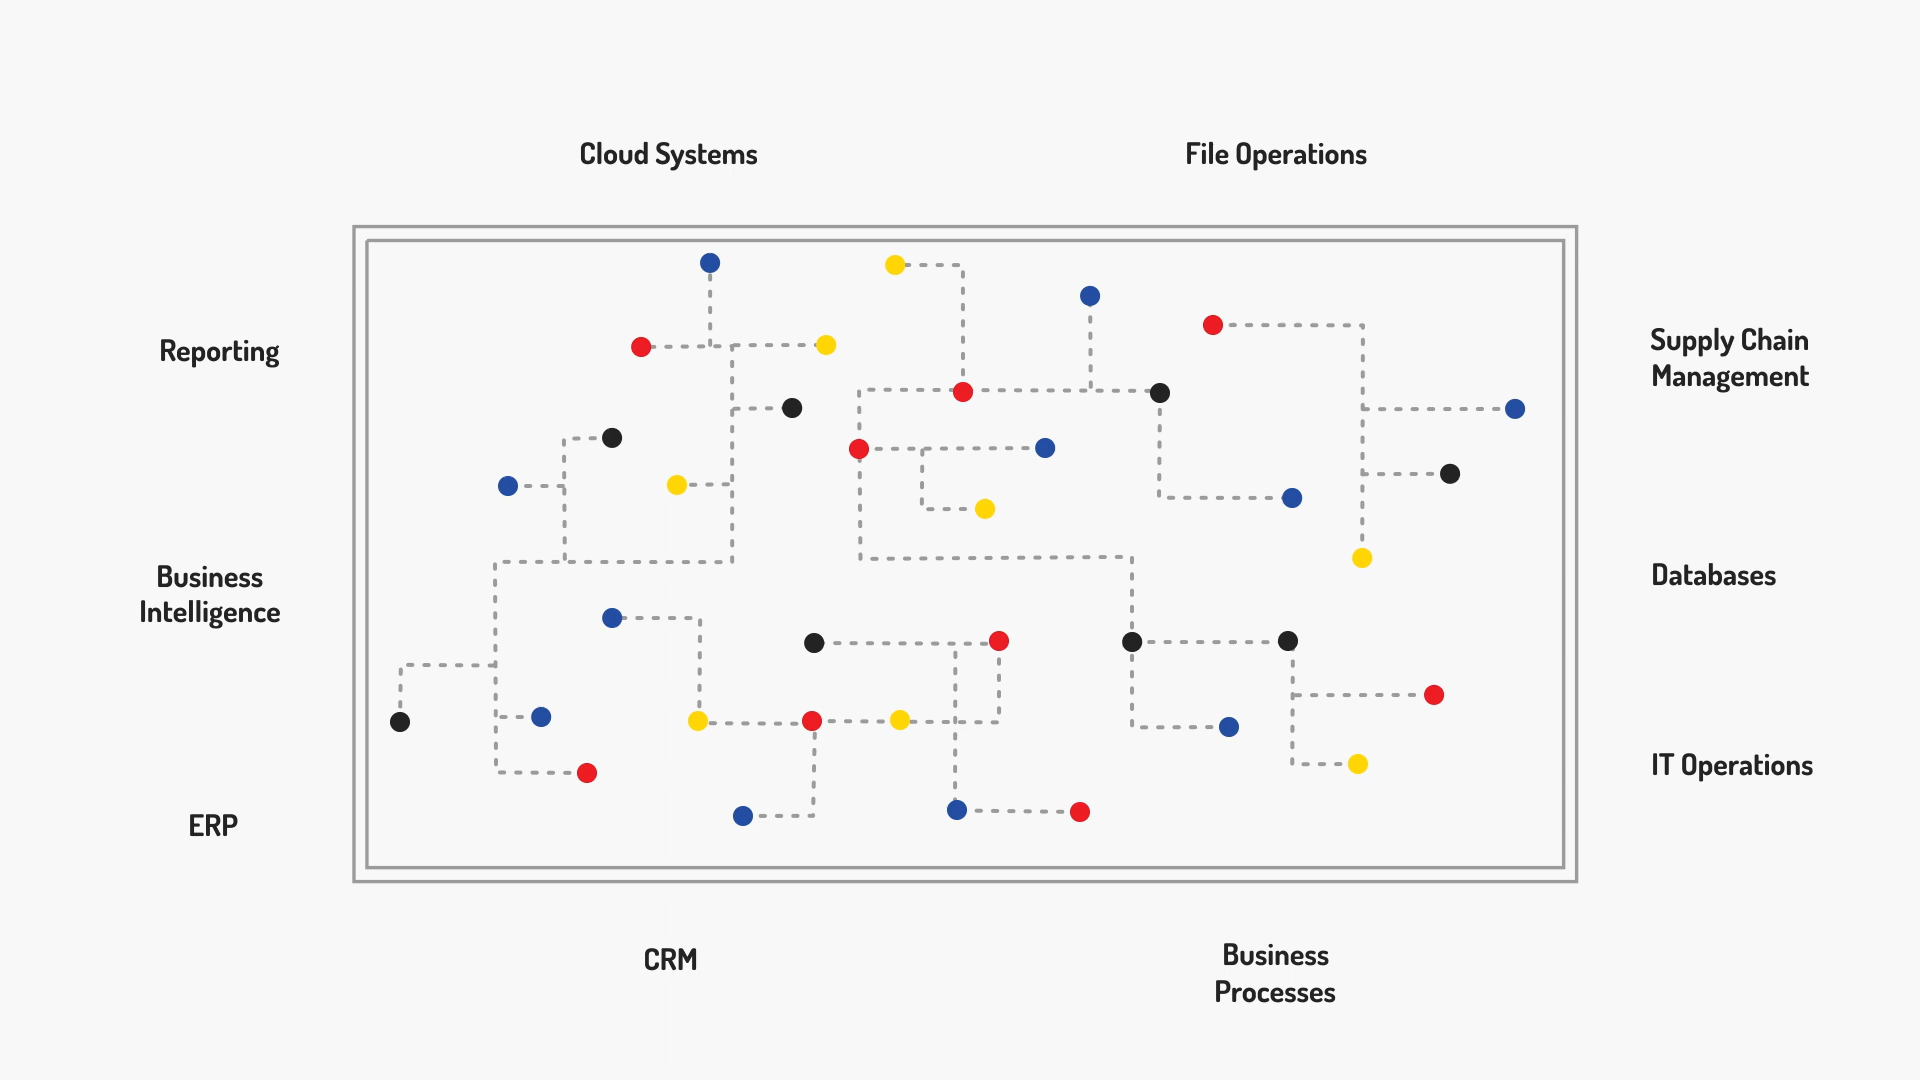 Cloud Systems
File Operations
Reporting
Supply Chain
Management
Business
Intelligence
Databases
IT Operations
ERP
CRM
Business
Processes